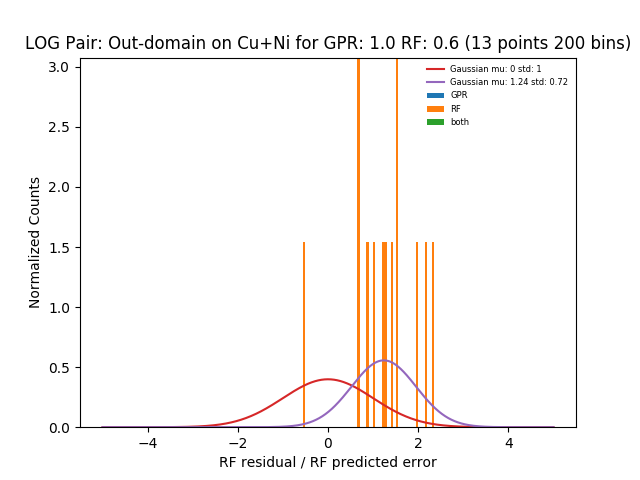 LOG Pair: Out-domain on Cu+Ni for GPR: 1.0 RF: 0.6 (13 points 200 bins)
Gaussian mu: 0 std: 1
Gaussian mu: 1.24 std: 0.72
GPR
RF
both
Normalized Counts
3.0
2.5
2.0
1.5
1.0
0.5
0.0
−4 −2 0 2 4
RF residual / RF predicted error